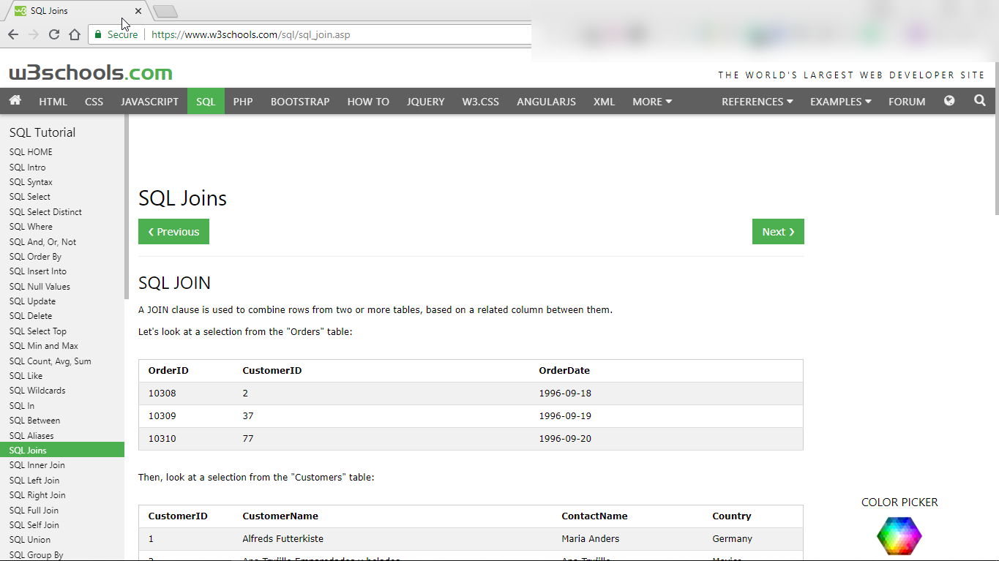 SQL Joins
Secure https://www.w3schools.com/sql/sql_join.asp
w3schools.com
THE WORLD'S LARGEST WEB DEVELOPER SITE
HTML CSS JAVASCRIPT SQL PHP BOOTSTRAP HOW TO JQUERY W3.CSS ANGULARJS XML MORE REFERENCES EXAMPLES FORUM
SQL Tutorial
SQL HOME
SQL Intro
SQL Syntax
SQL Select
SQL Select Distinct
SQL Where
SQL And, Or, Not
SQL Order By
SQL Insert Into
SQL Null Values
SQL Update
SQL Delete
SQL Select Top
SQL Min and Max
SQL Count, Avg, Sum
SQL Like
SQL Wildcards
SQL In
SQL Between
SQL Aliases
SQL Joins
SQL Inner Join
SQL Left Join
SQL Right Join
SQL Full Join
SQL Self Join
SQL Union
SQL Group By
SQL Joins
❮ Previous
Next ❯
SQL JOIN
A JOIN clause is used to combine rows from two or more tables, based on a related column between them.
Let's look at a selection from the "Orders" table:
OrderID CustomerID OrderDate
10308 2 1996-09-18
10309 37 1996-09-19
10310 77 1996-09-20
Then, look at a selection from the "Customers" table:
CustomerID CustomerName ContactName Country
1 Alfreds Futterkiste Maria Anders Germany
2 Ana Trujillo Emparedados y helados Ana Trujillo Mexico
COLOR PICKER